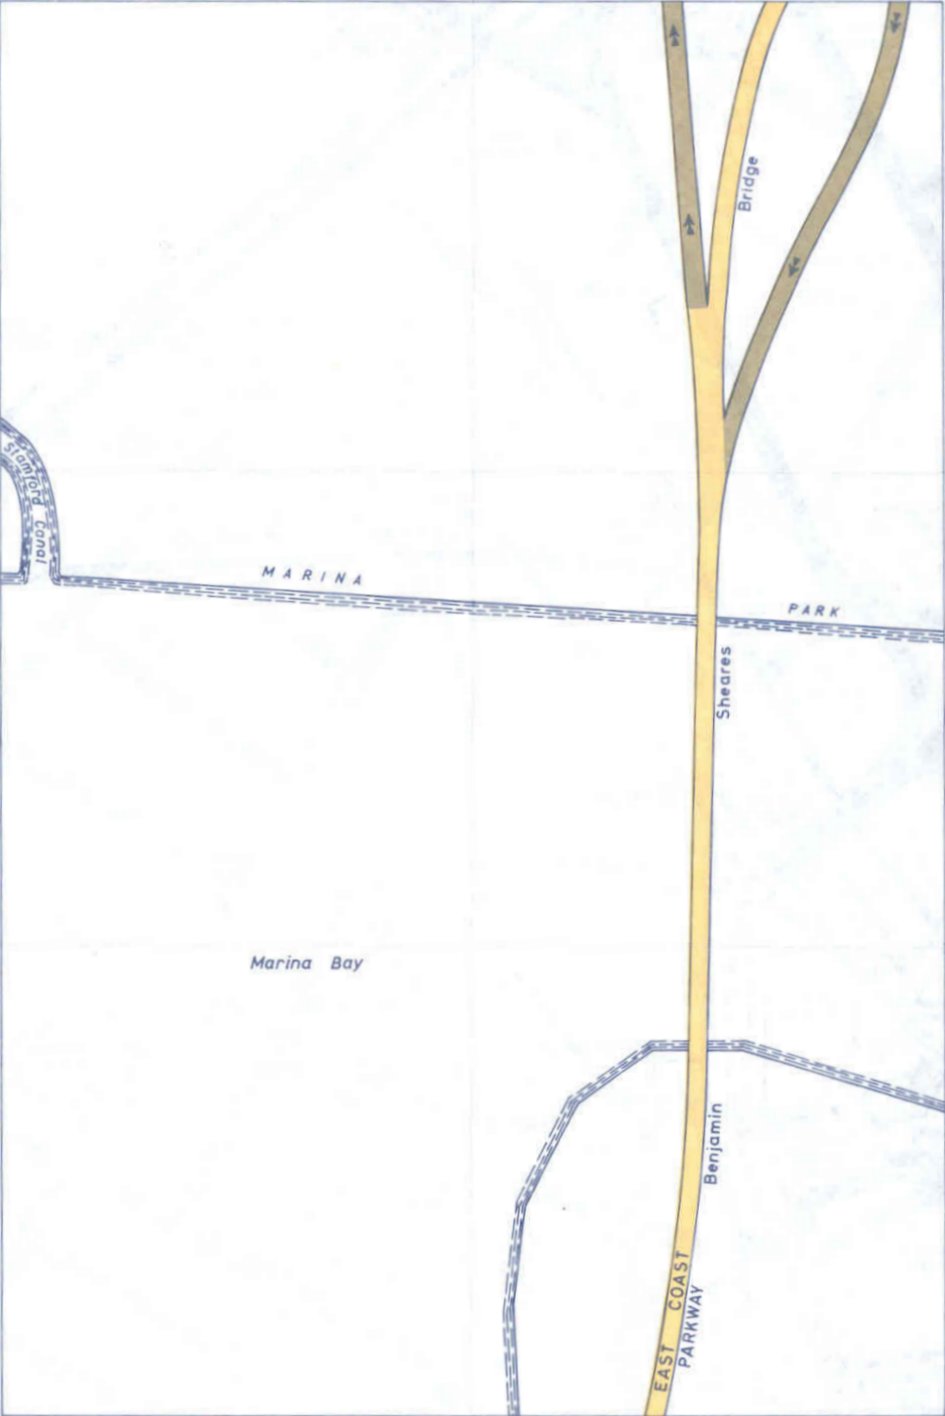 Bridge
Stamford Canal
MARINA
PARK
Sheares
Marina Bay
Benjamin
EAST COAST
PARKWAY